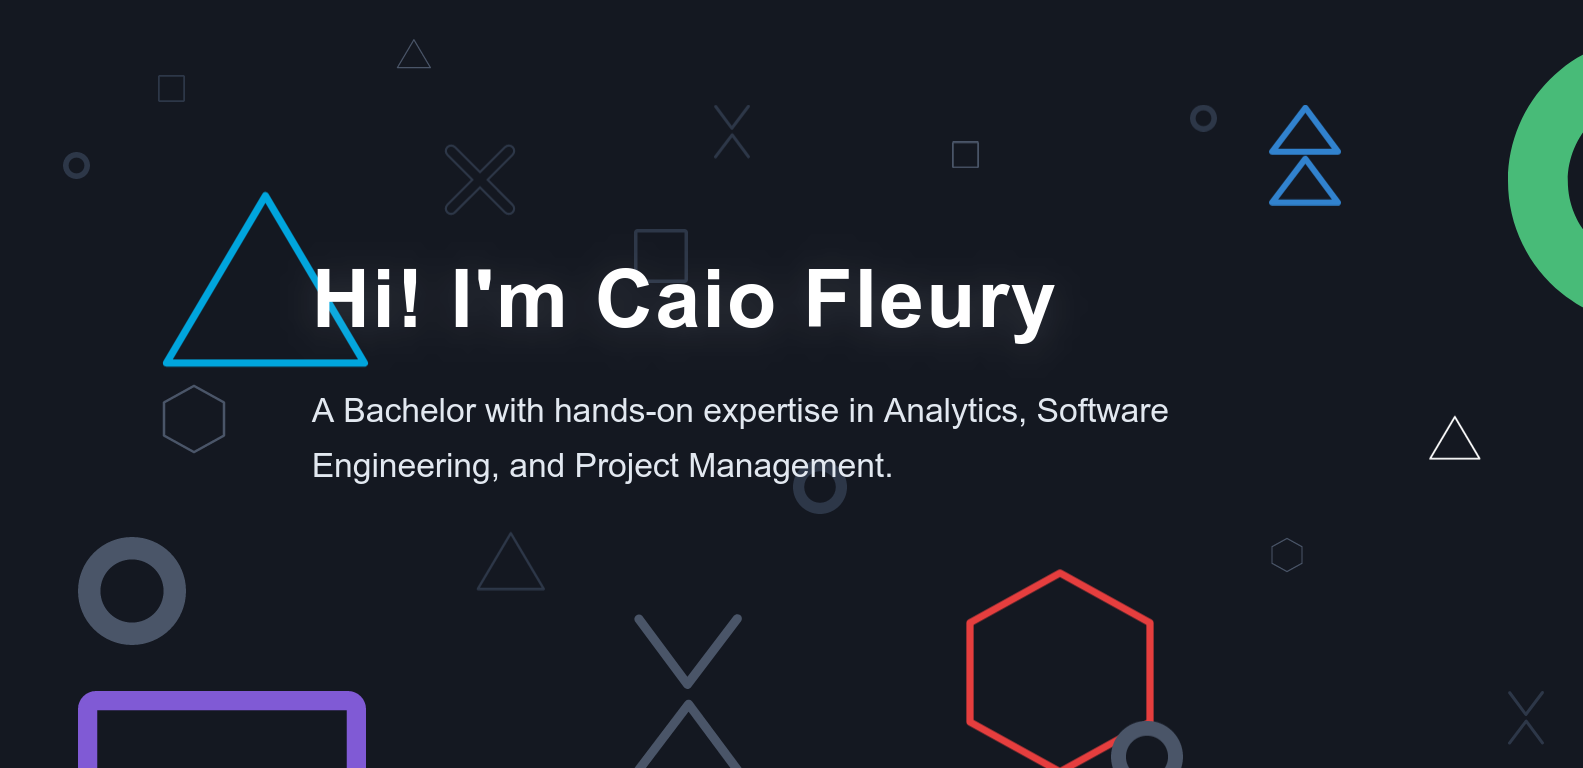 Hi! I'm Caio Fleury
A Bachelor with hands-on expertise in Analytics, Software
Engineering, and Project Management.